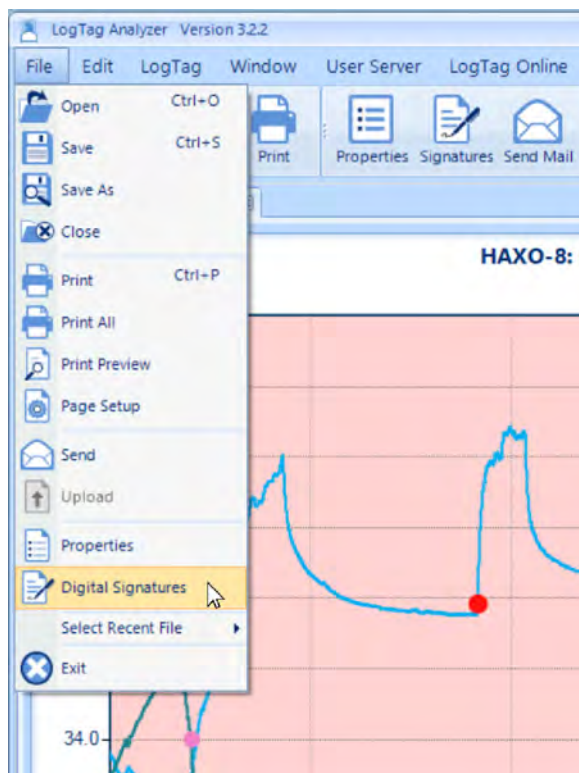 LogTag Analyzer Version 3.2.2
File Edit LogTag Window User Server LogTag Online
Open Ctrl+O
Save Ctrl+S
Save As
Close
Print Ctrl+P
Print All
Print Preview
Page Setup
Send
Upload
Properties
Digital Signatures
Select Recent File
Exit
Print Properties Signatures Send Mail
HAXO-8:
34.0